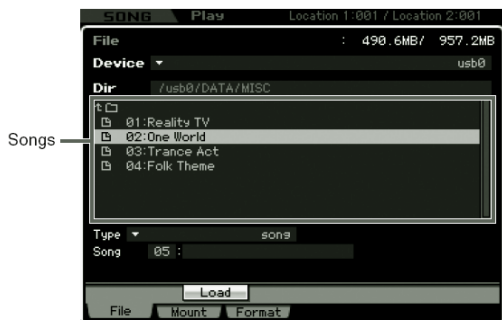 SONG Play Location 1:001 / Location 2:001
File : 490.6MB/ 957.2MB
Device usb0
Dir /usb0/DATA/MISC
t
01:Reality TV
Songs 02:One World
03:Trance Act
04:Folk Theme
Type song
Song 05 :
Load
File Mount Format